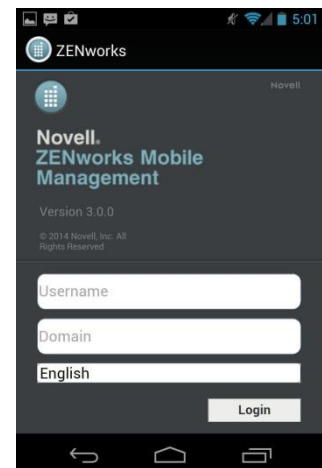 5:01
ZENworks
Novell
Novell.
ZENworks Mobile
Management
Version 3.0.0
© 2014 Novell, Inc. All
Rights Reserved
Username
Domain
English
Login